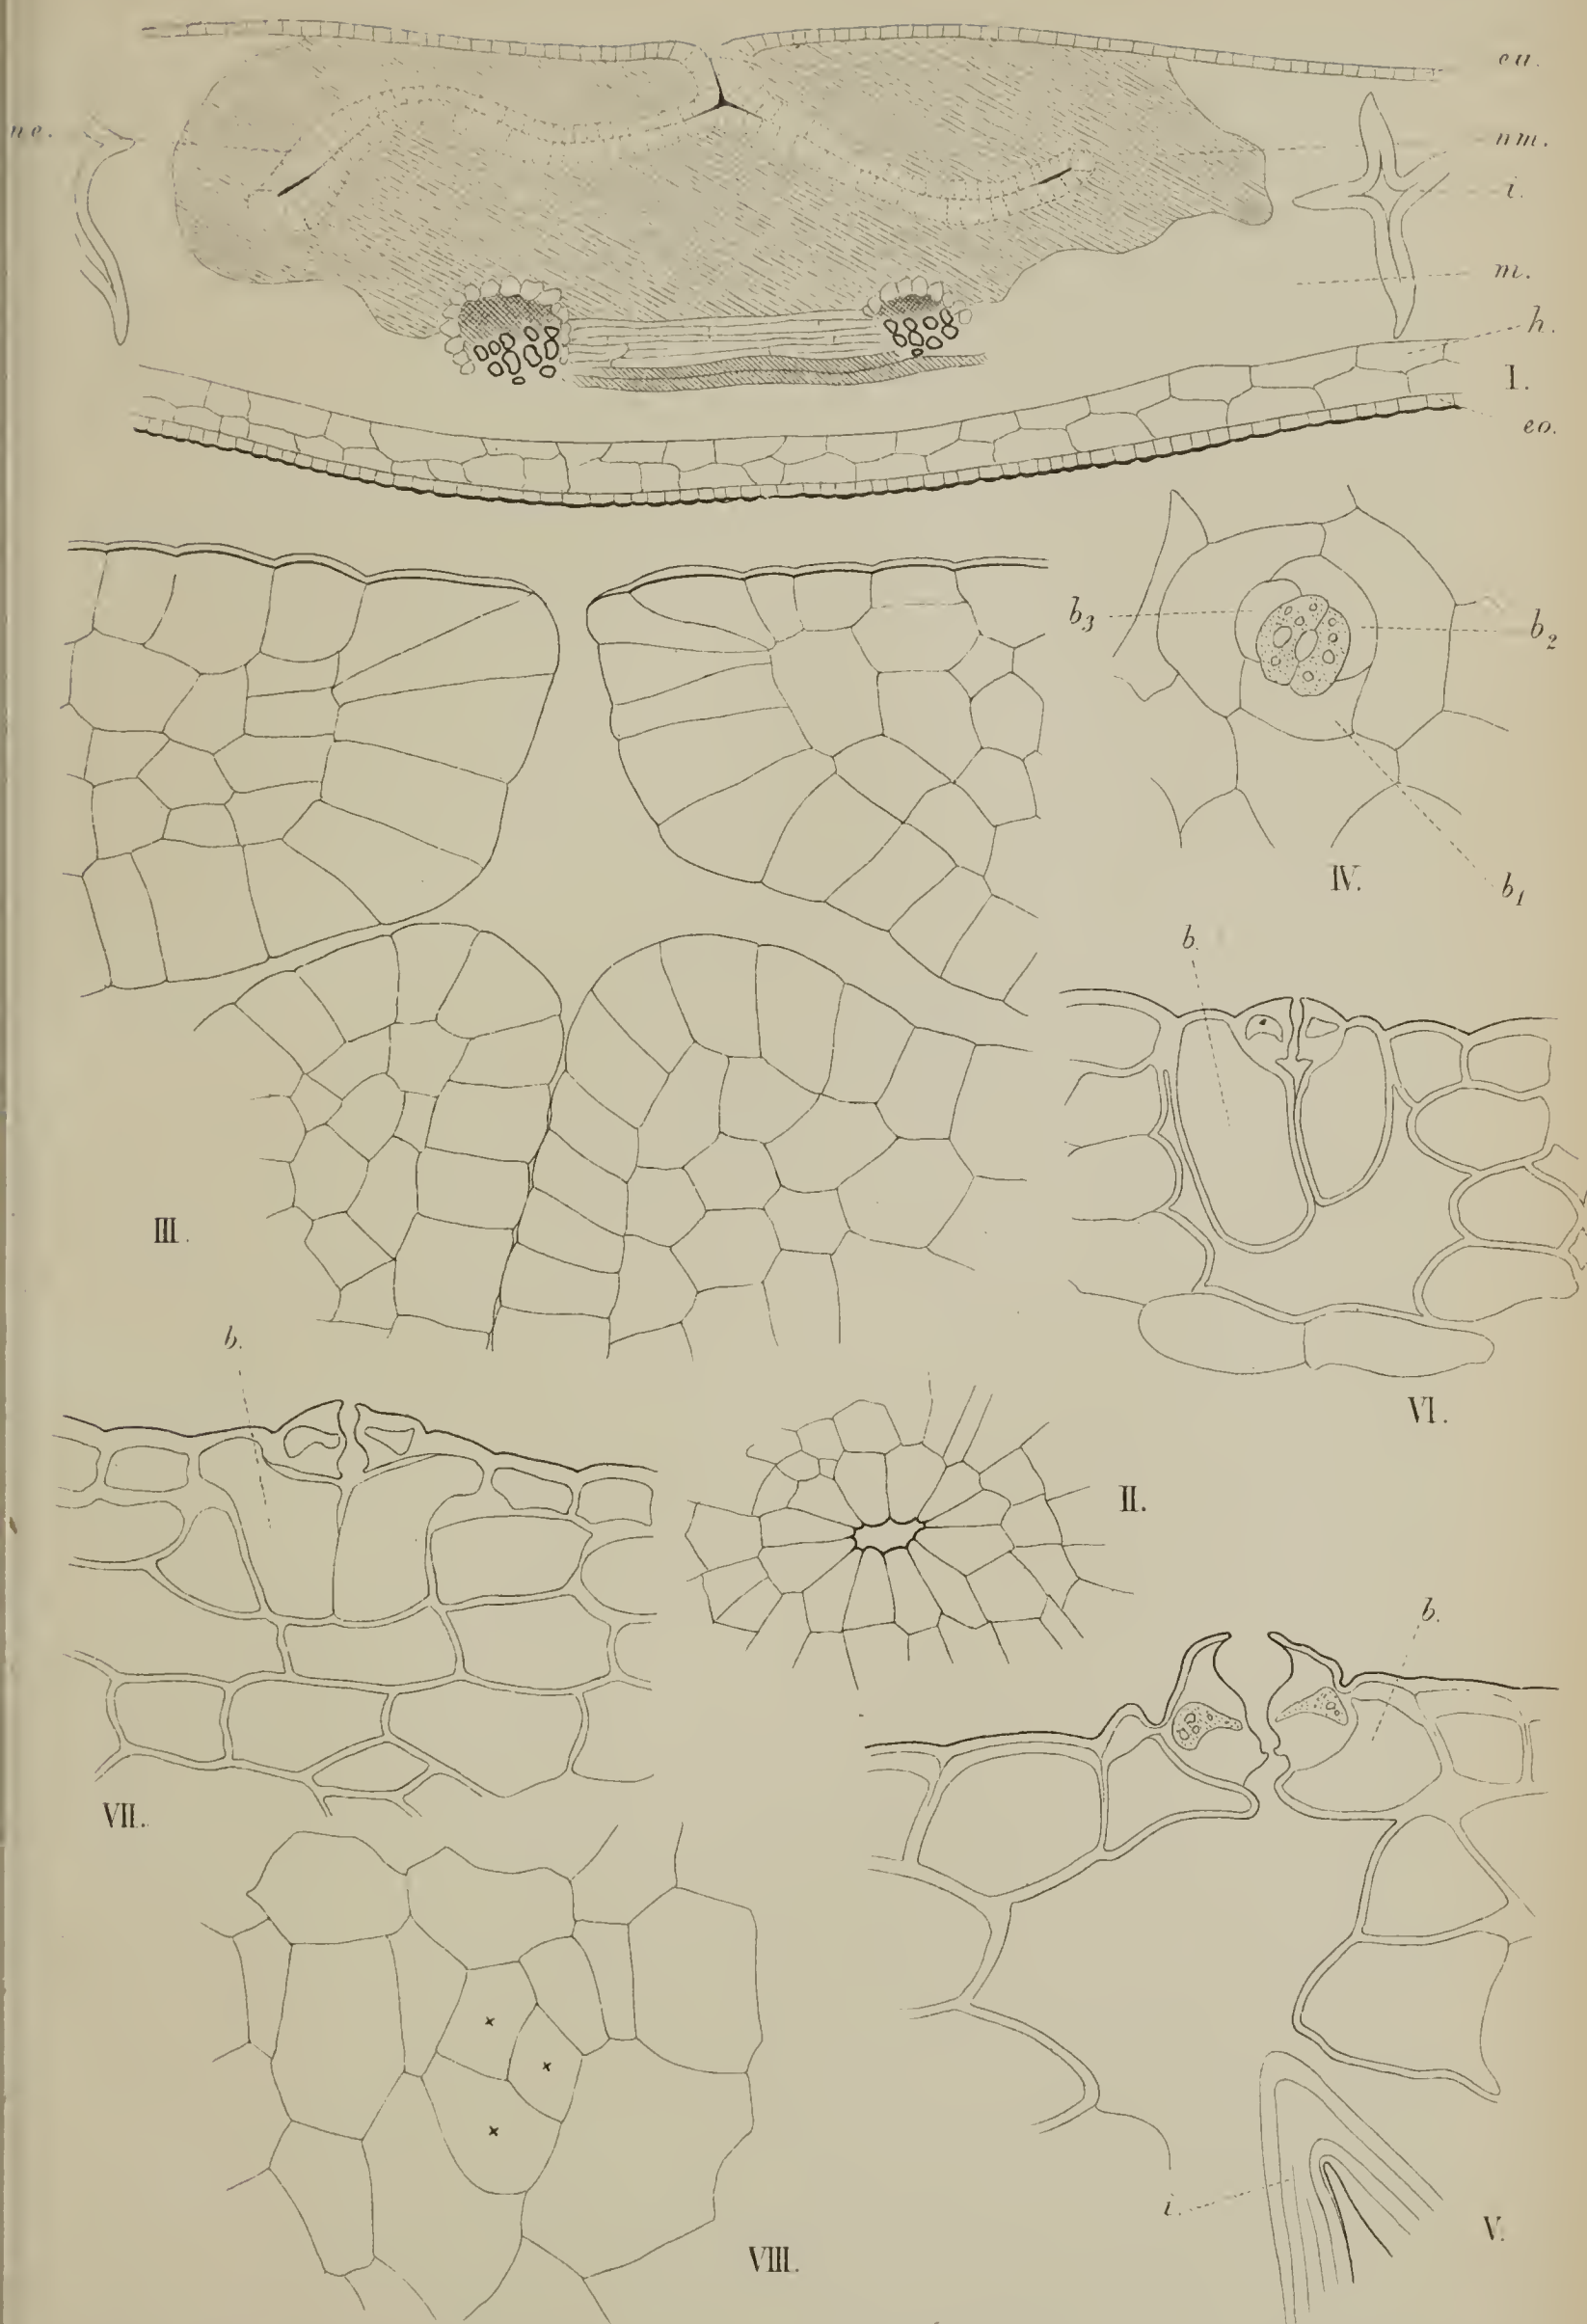 eu.
ne.
nm.
i.
m.
h.
I.
eo.
b3
b2
IV.
b1
b.
III.
VI.
b.
II.
b.
VII.
i.
V.
VIII.